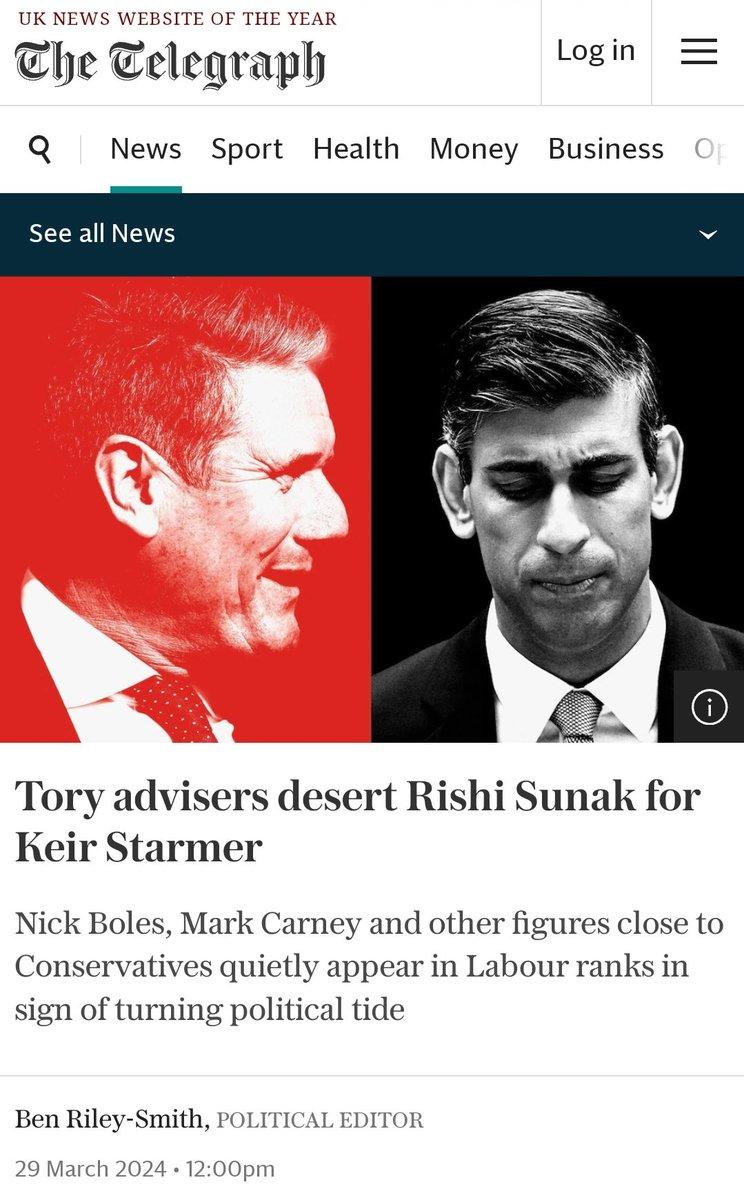 UK NEWS WEBSITE OF THE YEAR
The Telegraph
Log in
News Sport Health Money Business Op
See all News
Tory advisers desert Rishi Sunak for
Keir Starmer
Nick Boles, Mark Carney and other figures close to
Conservatives quietly appear in Labour ranks in
sign of turning political tide
Ben Riley-Smith, POLITICAL EDITOR
29 March 2024 • 12:00pm